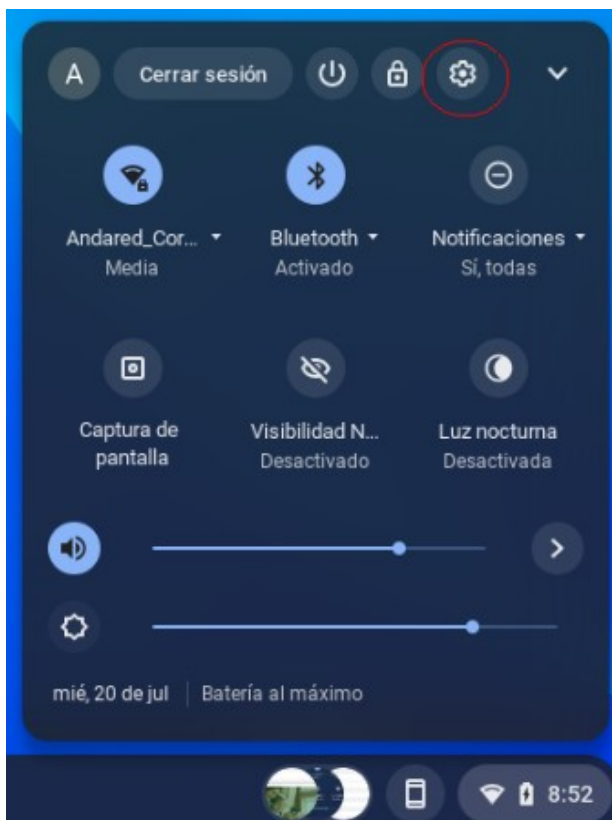 A Cerrar sesión
Andared_Cor... Bluetooth Notificaciones
Media Activado Sí, todas
Captura de Visibilidad N... Luz nocturna
pantalla Desactivado Desactivada
mié, 20 de jul Batería al máximo
8:52